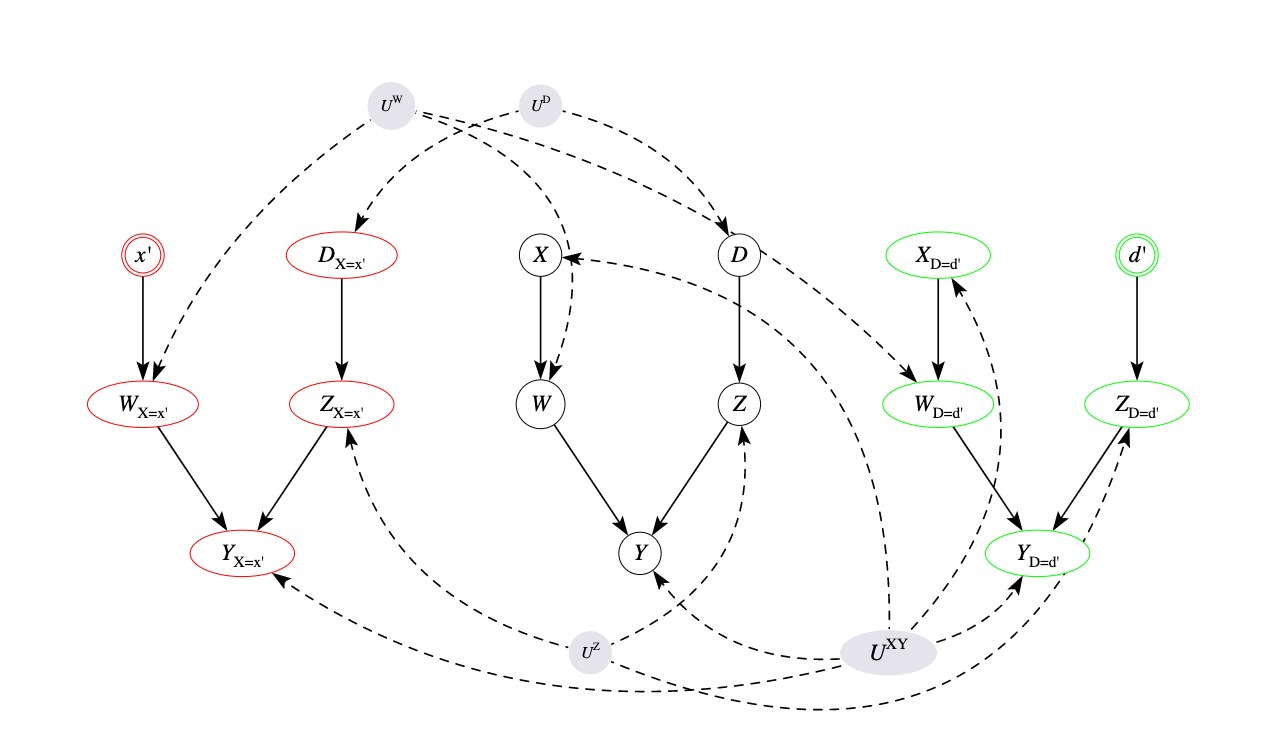 U^W U^D
x' D_{X=x'} X D X_{D=d'} d'
W_{X=x'} Z_{X=x'} W Z W_{D=d'} Z_{D=d'}
Y_{X=x'} Y Y_{D=d'}
U^Z U^{XY}